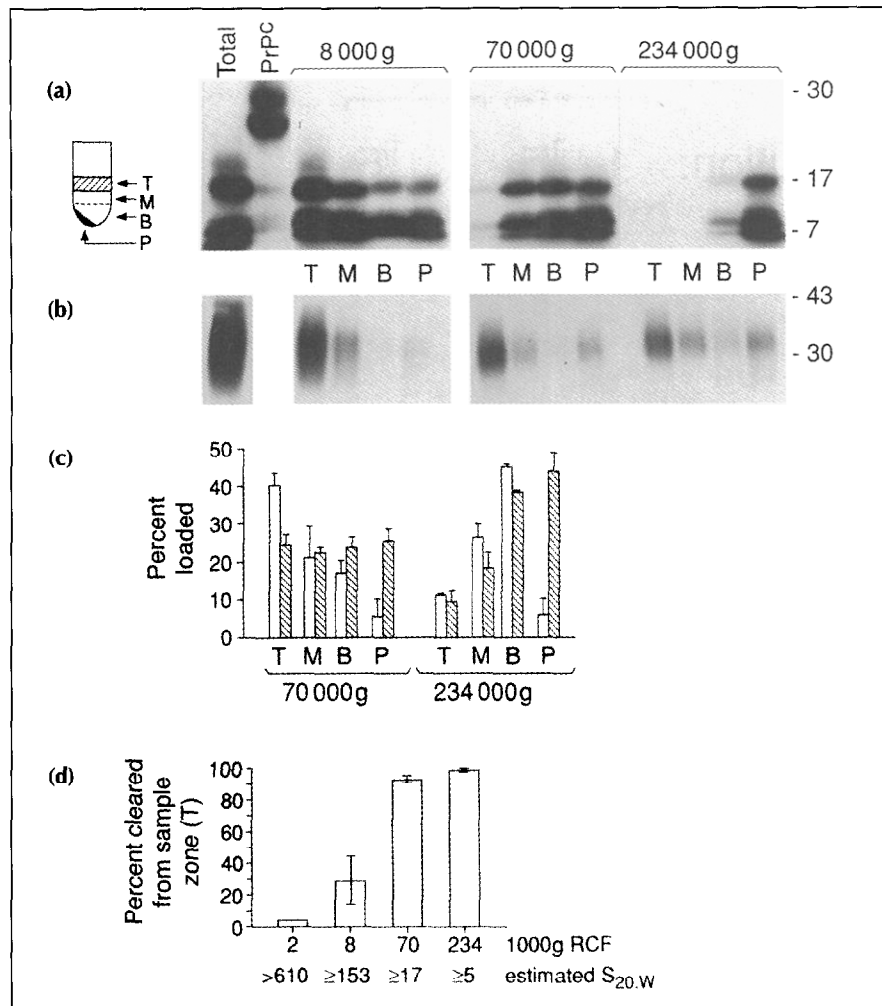 Total PrPC 8 000 g 70 000 g 234 000 g
(a)
- 30
T
M
B
P
- 17
- 7
T M B P T M B P T M B P
(b)
- 43
- 30
(c)
Percent loaded
50
40
30
20
10
0
T M B P T M B P
70 000g 234 000g
(d)
Percent cleared
from sample
zone (T)
100
80
60
40
20
0
2 8 70 234 1000g RCF
>610 ≥153 ≥17 ≥5 estimated S20.W